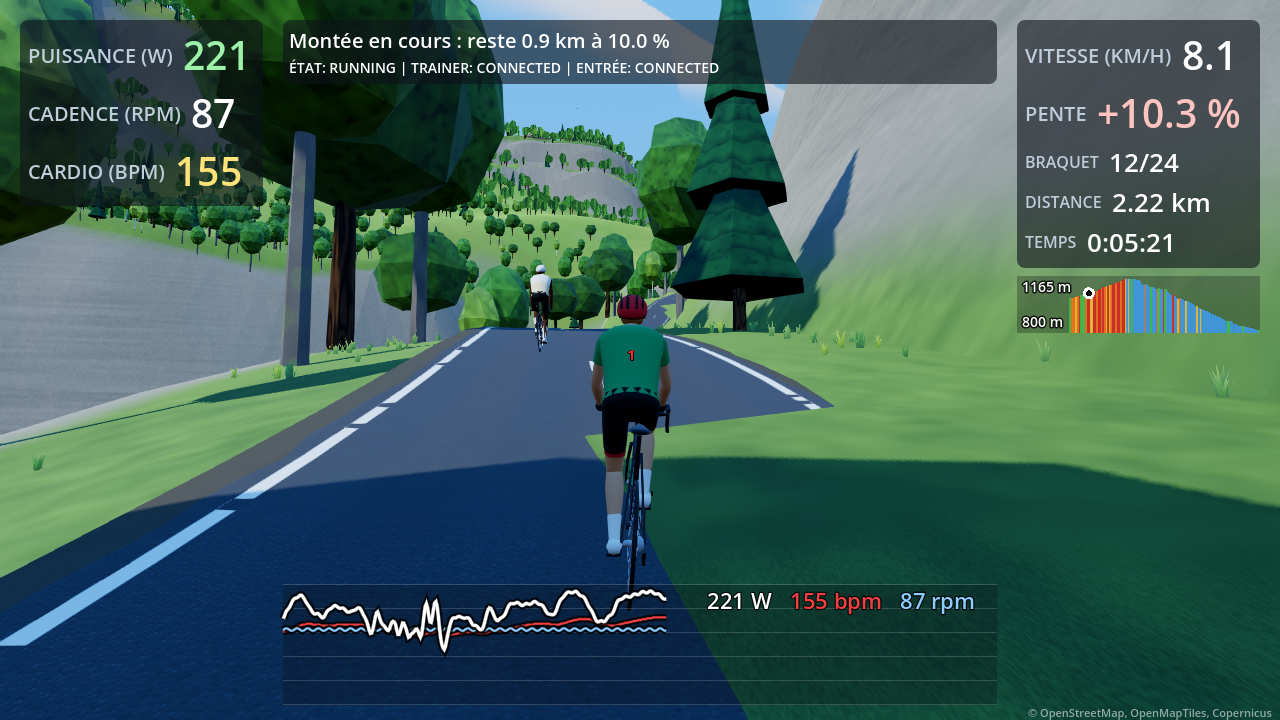 PUISSANCE (W) 221
CADENCE (RPM) 87
CARDIO (BPM) 155
Montée en cours : reste 0.9 km à 10.0 %
ÉTAT: RUNNING | TRAINER: CONNECTED | ENTRÉE: CONNECTED
VITESSE (KM/H) 8.1
PENTE +10.3 %
BRAQUET 12/24
DISTANCE 2.22 km
TEMPS 0:05:21
1165 m
800 m
1
221 W 155 bpm 87 rpm
© OpenStreetMap, OpenMapTiles, Copernicus